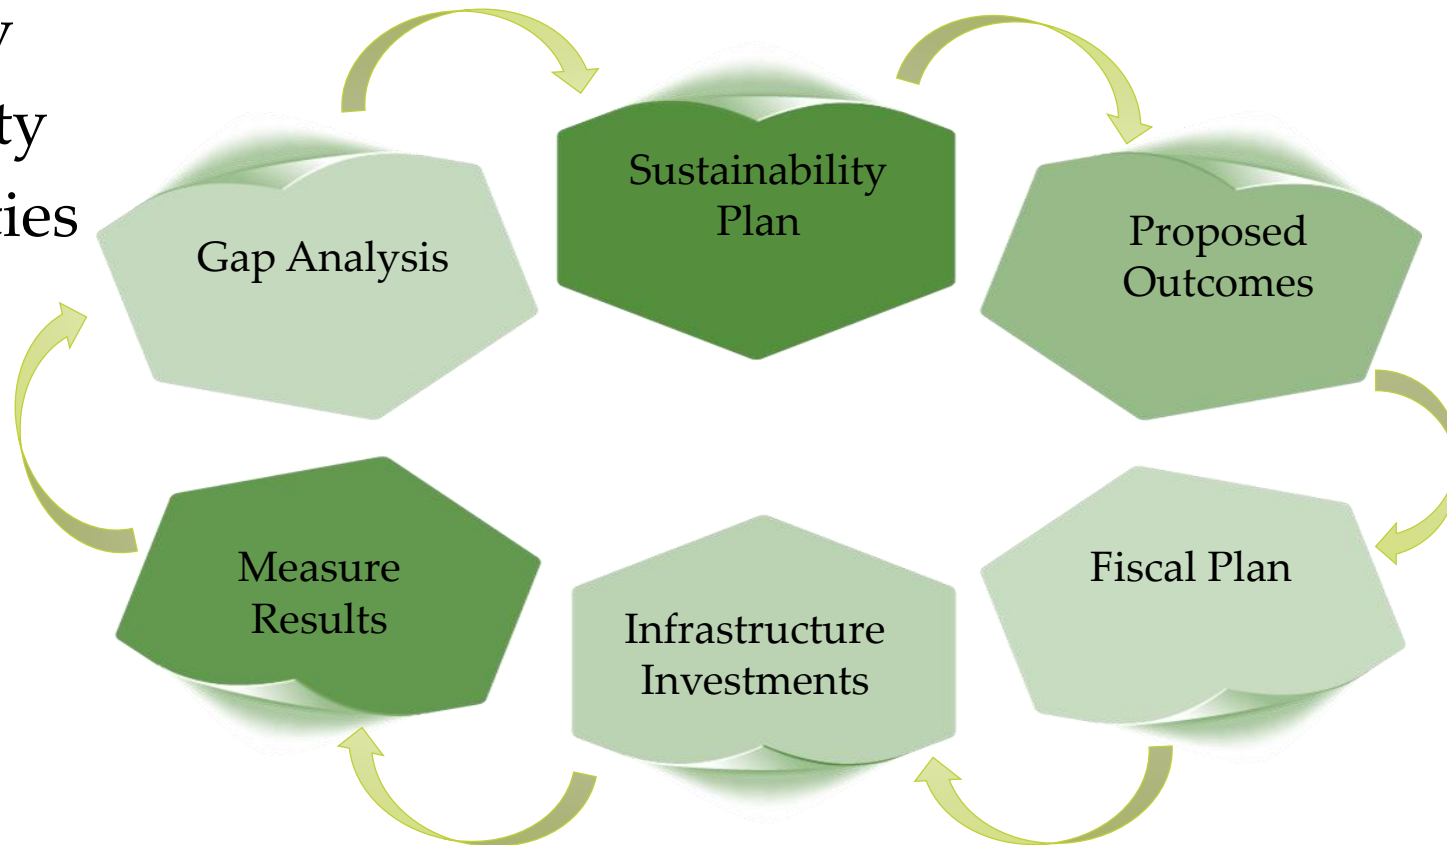 Sustainability
Plan
Proposed
Outcomes
Gap Analysis
Fiscal Plan
Measure
Results
Infrastructure
Investments